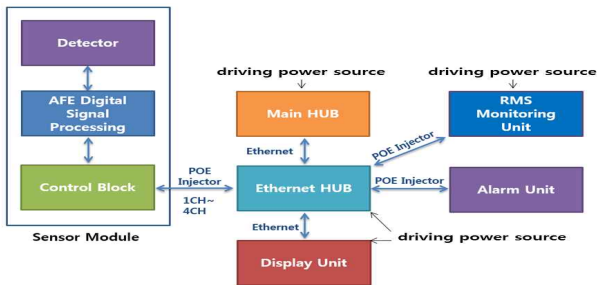 Detector
AFE Digital
Signal
Processing
Control Block
Sensor Module
POE
Injector
1CH~
4CH
driving power source
Main HUB
Ethernet
Ethernet HUB
Ethernet
Display Unit
driving power source
RMS
Monitoring
Unit
POE Injector
POE Injector
Alarm Unit
driving power source